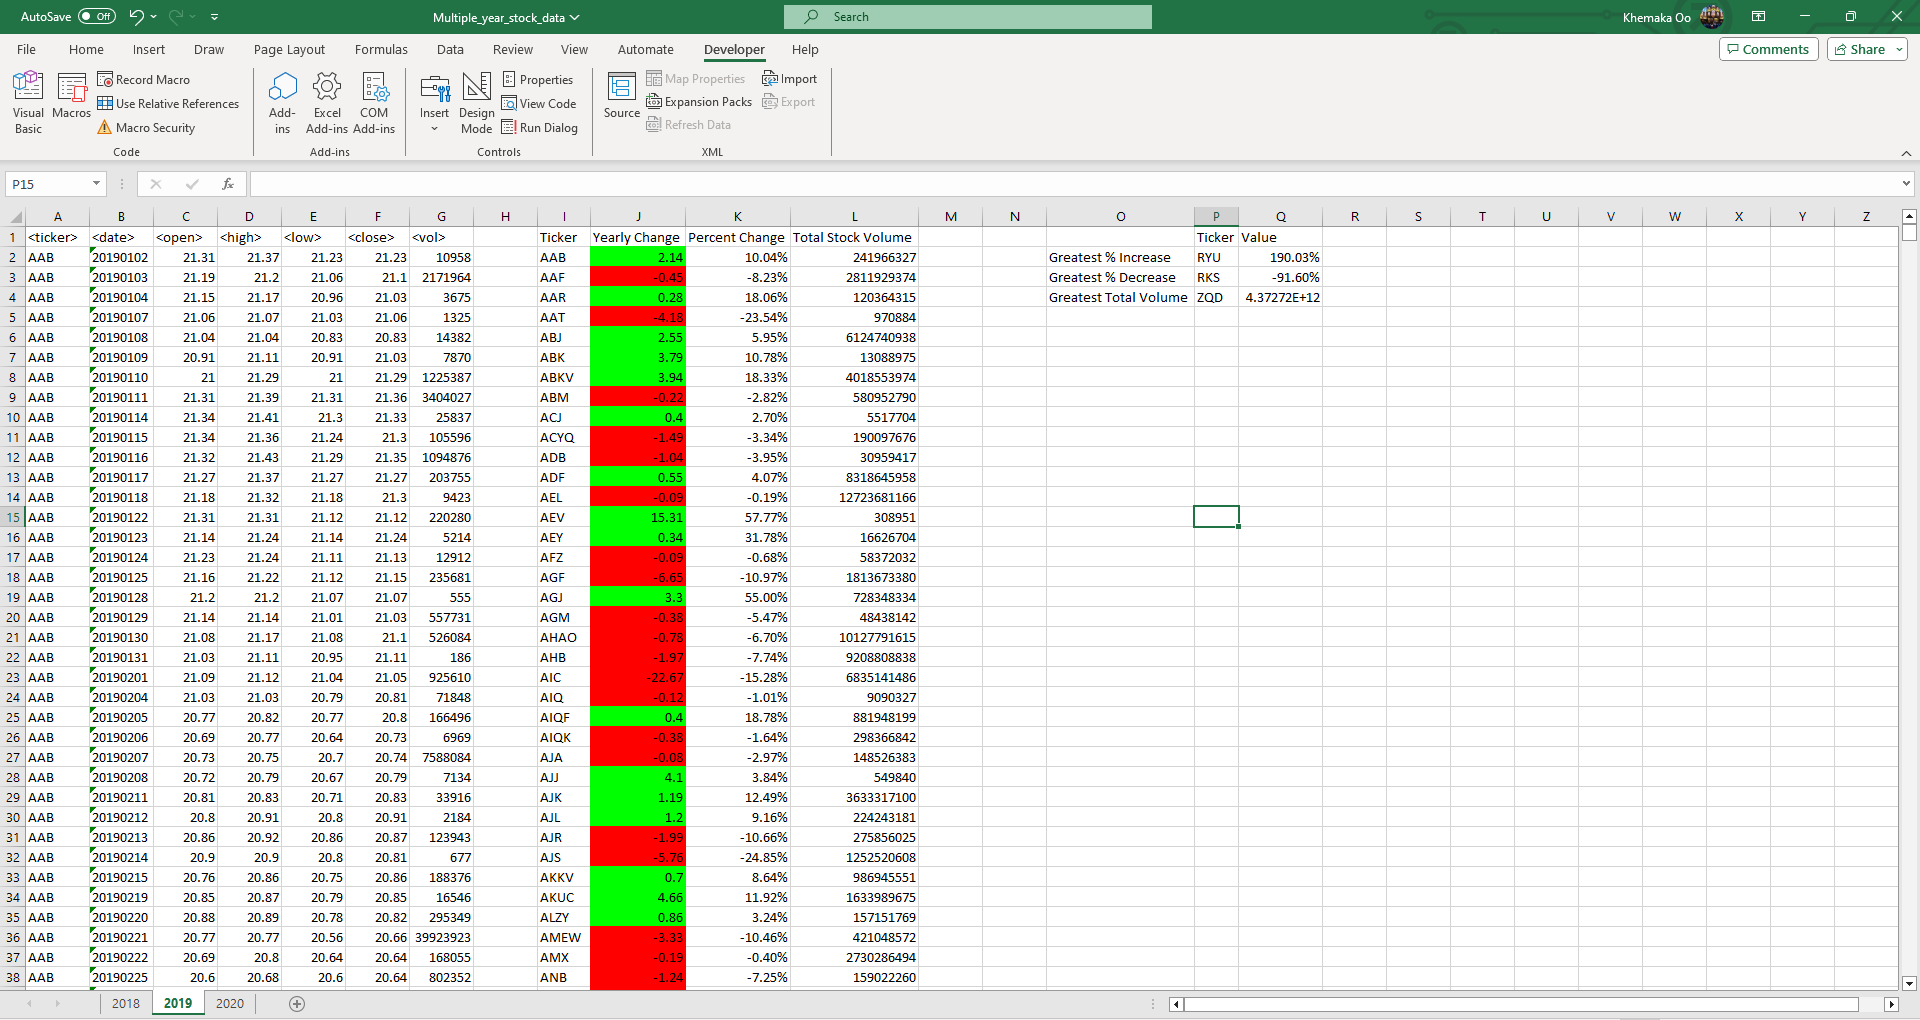 AutoSave Off Multiple_year_stock_data Search Khemaka Oo
File Home Insert Draw Page Layout Formulas Data Review View Automate Developer Help Comments Share
Visual Basic Macros Record Macro Use Relative References Macro Security Code
Add-ins Excel Add-ins COM Add-ins Add-ins
Insert Design Mode Properties View Code Run Dialog Controls
Source Map Properties Expansion Packs Refresh Data Import Export XML
P15 fx
A B C D E F G H I J K L M N O P Q R S T U V W X Y Z
1 <ticker> <date> <open> <high> <low> <close> <vol> Ticker Yearly Change Percent Change Total Stock Volume Ticker Value
2 AAB 20190102 21.31 21.37 21.23 21.23 10958 AAB 2.14 10.04% 241966327 Greatest % Increase RYU 190.03%
3 AAB 20190103 21.19 21.2 21.06 21.1 2171964 AAF -0.45 -8.23% 2811929374 Greatest % Decrease RKS -91.60%
4 AAB 20190104 21.15 21.17 20.96 21.03 3675 AAR 0.28 18.06% 120364315 Greatest Total Volume ZQD 4.37272E+12
5 AAB 20190107 21.06 21.07 21.03 21.06 1325 AAT -4.18 -23.54% 970884
6 AAB 20190108 21.04 21.04 20.83 20.83 14382 ABJ 2.55 5.95% 6124740938
7 AAB 20190109 20.91 21.11 20.91 21.03 7870 ABK 3.79 10.78% 13088975
8 AAB 20190110 21 21.29 21 21.29 1225387 ABKV 3.94 18.33% 4018553974
9 AAB 20190111 21.31 21.39 21.31 21.36 3404027 ABM -0.22 -2.82% 580952790
10 AAB 20190114 21.34 21.41 21.3 21.33 25837 ACJ 0.4 2.70% 5517704
11 AAB 20190115 21.34 21.36 21.24 21.3 105596 ACYQ -1.49 -3.34% 190097676
12 AAB 20190116 21.32 21.43 21.29 21.35 1094876 ADB -1.04 -3.95% 30959417
13 AAB 20190117 21.27 21.37 21.27 21.27 203755 ADF 0.55 4.07% 8318645958
14 AAB 20190118 21.18 21.32 21.18 21.3 9423 AEL -0.09 -0.19% 12723681166
15 AAB 20190122 21.31 21.31 21.12 21.12 220280 AEV 15.31 57.77% 308951
16 AAB 20190123 21.14 21.24 21.14 21.24 5214 AEY 0.34 31.78% 16626704
17 AAB 20190124 21.23 21.24 21.11 21.13 12912 AFZ -0.09 -0.68% 58372032
18 AAB 20190125 21.16 21.22 21.12 21.15 235681 AGF -6.65 -10.97% 1813673380
19 AAB 20190128 21.2 21.2 21.07 21.07 555 AGJ 3.3 55.00% 728348334
20 AAB 20190129 21.14 21.14 21.01 21.03 557731 AGM -0.38 -5.47% 48438142
21 AAB 20190130 21.08 21.17 21.08 21.1 526084 AHAO -0.78 -6.70% 10127791615
22 AAB 20190131 21.03 21.11 20.95 21.11 186 AHB -1.97 -7.74% 9208808838
23 AAB 20190201 21.09 21.12 21.04 21.05 925610 AIC -22.67 -15.28% 6835141486
24 AAB 20190204 21.03 21.03 20.79 20.81 71848 AIQ -0.12 -1.01% 9090327
25 AAB 20190205 20.77 20.82 20.77 20.8 166496 AIQF 0.4 18.78% 881948199
26 AAB 20190206 20.69 20.77 20.64 20.73 6969 AIQK -0.38 -1.64% 298366842
27 AAB 20190207 20.73 20.75 20.7 20.74 7588084 AJA -0.08 -2.97% 148526383
28 AAB 20190208 20.72 20.79 20.67 20.79 7134 AJJ 4.1 3.84% 549840
29 AAB 20190211 20.81 20.83 20.71 20.83 33916 AJK 1.19 12.49% 3633317100
30 AAB 20190212 20.8 20.91 20.8 20.91 2184 AJL 1.2 9.16% 224243181
31 AAB 20190213 20.86 20.92 20.86 20.87 123943 AJR -1.99 -10.66% 275856025
32 AAB 20190214 20.9 20.9 20.8 20.81 677 AJS -5.76 -24.85% 1252520608
33 AAB 20190215 20.76 20.86 20.75 20.86 188376 AKKV 0.7 8.64% 986945551
34 AAB 20190219 20.85 20.87 20.79 20.85 16546 AKUC 4.66 11.92% 1633989675
35 AAB 20190220 20.88 20.89 20.78 20.82 295349 ALZY 0.86 3.24% 157151769
36 AAB 20190221 20.77 20.77 20.56 20.66 39923923 AMEW -3.33 -10.46% 421048572
37 AAB 20190222 20.69 20.8 20.64 20.64 168055 AMX -0.19 -0.40% 2730286494
38 AAB 20190225 20.6 20.68 20.6 20.64 802352 ANB -1.24 -7.25% 159022260
2018 2019 2020